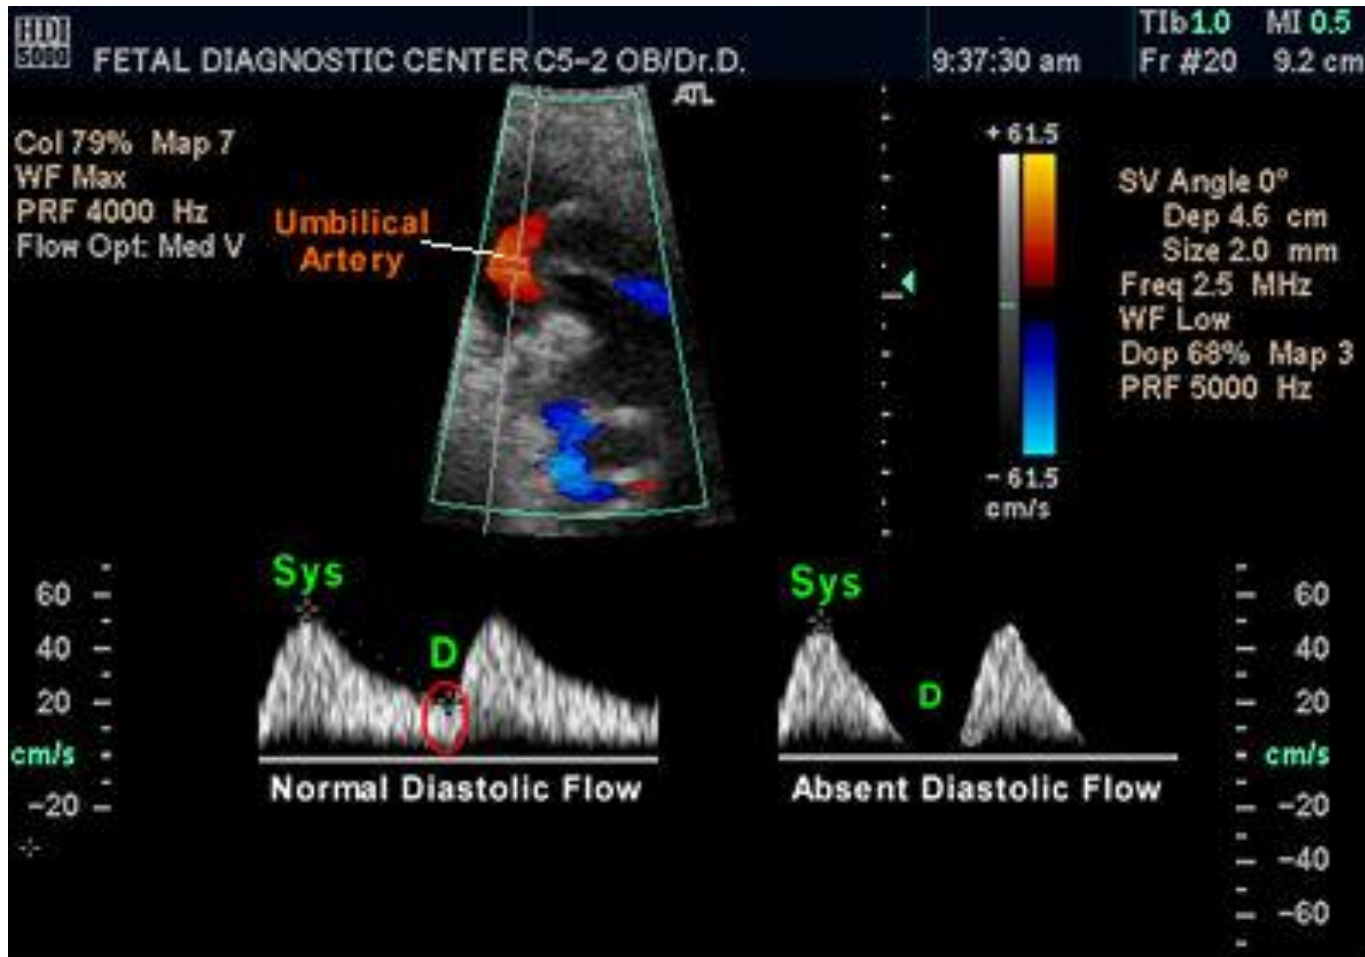 HDI
5000
FETAL DIAGNOSTIC CENTER C5-2 OB/Dr.D.
9:37:30 am
TIb 1.0 MI 0.5
Fr #20 9.2 cm
ATL
Col 79% Map 7
WF Max
PRF 4000 Hz
Flow Opt: Med V
Umbilical
Artery
+ 61.5
- 61.5
cm/s
SV Angle 0°
Dep 4.6 cm
Size 2.0 mm
Freq 2.5 MHz
WF Low
Dop 68% Map 3
PRF 5000 Hz
60
40
20
cm/s
-20
Sys
D
Normal Diastolic Flow
Sys
D
Absent Diastolic Flow
60
40
20
cm/s
-20
-40
-60